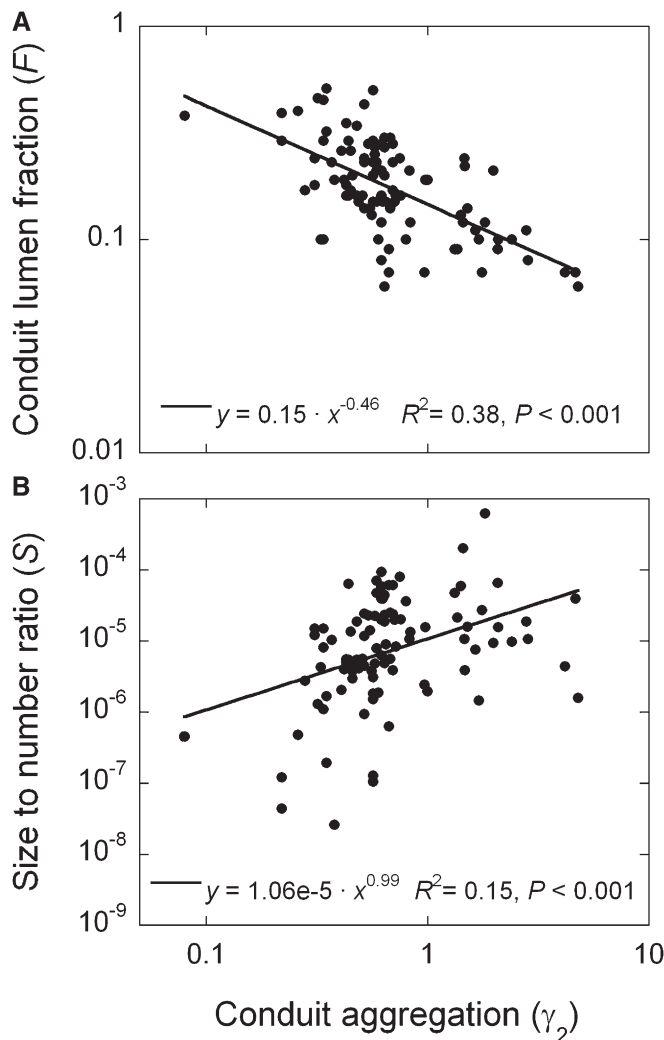 A
Conduit lumen fraction (F)
1
0.1
0.01
y = 0.15 · x^-0.46 R²= 0.38, P < 0.001
B
Size to number ratio (S)
10^-3
10^-4
10^-5
10^-6
10^-7
10^-8
10^-9
y = 1.06e-5 · x^0.99 R²= 0.15, P < 0.001
0.1 1 10
Conduit aggregation (γ₂)